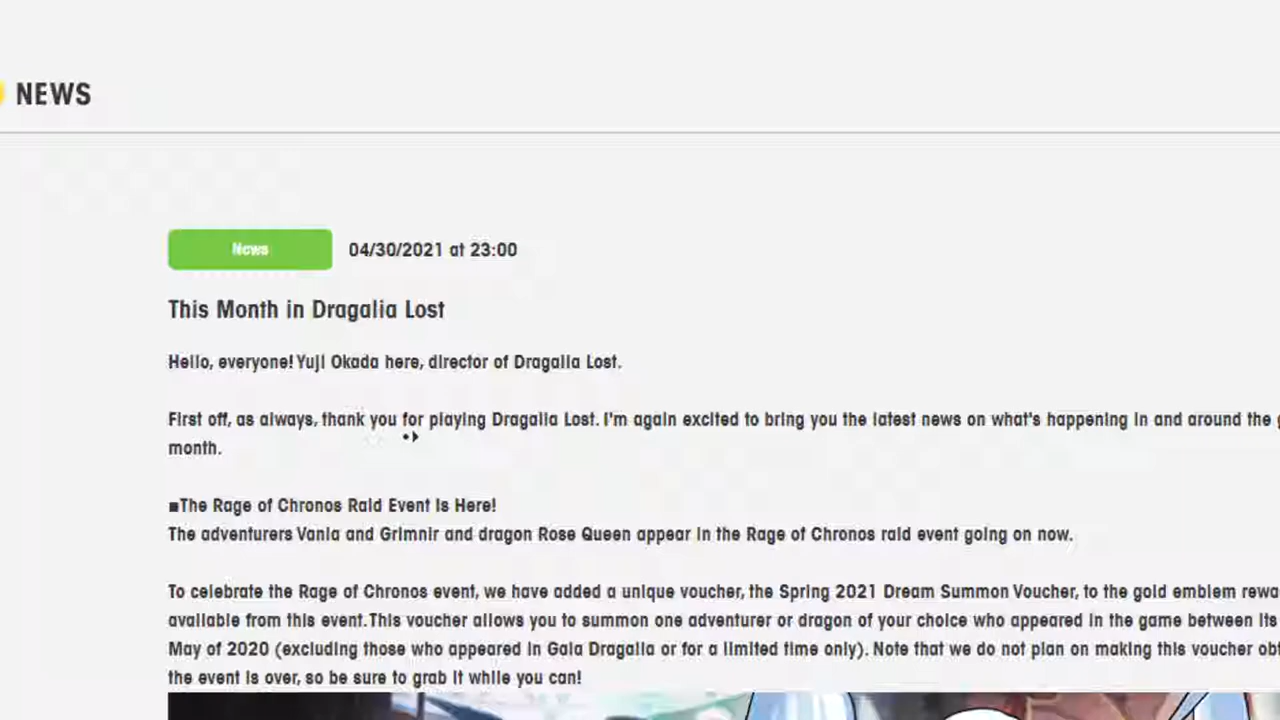 NEWS
News 04/30/2021 at 23:00
This Month in Dragalia Lost
Hello, everyone! Yuji Okada here, director of Dragalia Lost.
First off, as always, thank you for playing Dragalia Lost. I'm again excited to bring you the latest news on what's happening in and around the
month.
■The Rage of Chronos Raid Event Is Here!
The adventurers Vania and Grimnir and dragon Rose Queen appear in the Rage of Chronos raid event going on now.
To celebrate the Rage of Chronos event, we have added a unique voucher, the Spring 2021 Dream Summon Voucher, to the gold emblem rewa
available from this event. This voucher allows you to summon one adventurer or dragon of your choice who appeared in the game between its
May of 2020 (excluding those who appeared in Gala Dragalia or for a limited time only). Note that we do not plan on making this voucher obt
the event is over, so be sure to grab it while you can!